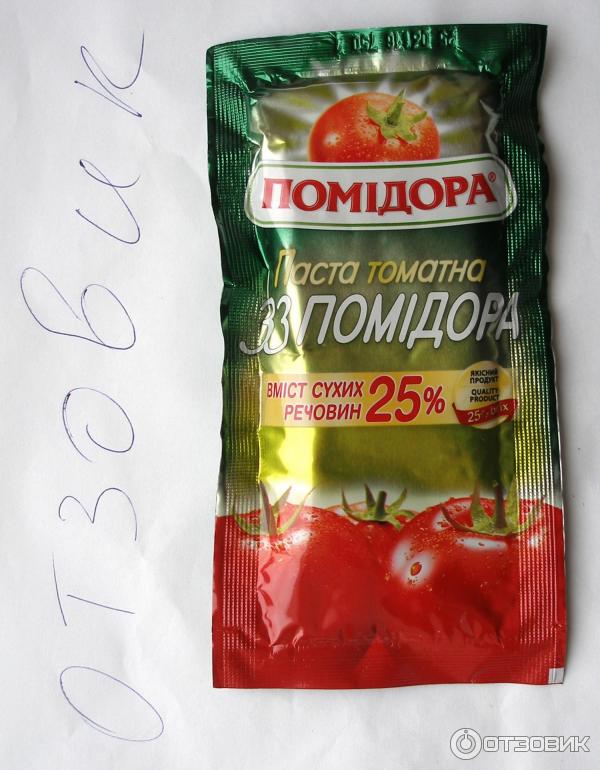 отзовик
ПОМІДОРА®
Паста томатна
33 ПОМІДОРА
ВМІСТ СУХИХ
РЕЧОВИН 25%
ЯКІСНИЙ
ПРОДУКТ
QUALITY
PRODUCT
ОТЗОВИК